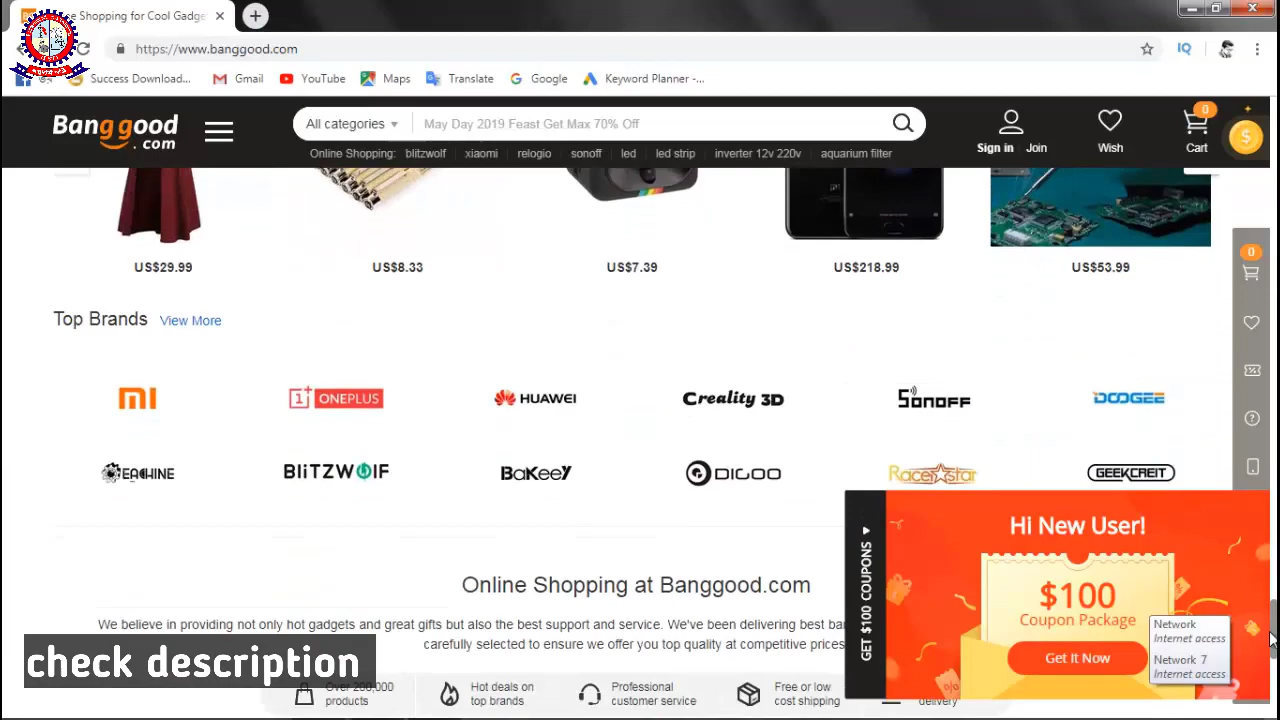 ce Shopping for Cool Gadge
https://www.banggood.com
Success Download...
Gmail
YouTube
Maps
Translate
Google
Keyword Planner -...
IQ
Banggood
.com
All categories
May Day 2019 Feast Get Max 70% Off
Online Shopping: blitzwolf xiaomi relogio sonoff led led strip inverter 12v 220v aquarium filter
Sign in Join
Wish
0
Cart
$
US$29.99
US$8.33
US$7.39
US$218.99
US$53.99
0
Top Brands View More
MI
1+ ONEPLUS
HUAWEI
Creality 3D
SONOFF
DOOGEE
EACHINE
BLiTZWOLF
BaKeeY
DIGOO
RacerStar
GEEKCREIT
GET $100 COUPONS
Hi New User!
$100
Coupon Package
Get It Now
Network
Internet access
Network 7
Internet access
Online Shopping at Banggood.com
We believe in providing not only hot gadgets and great gifts but also the best support and service. We've been delivering best ba
carefully selected to ensure we offer you top quality at competitive prices
check description
Over 200,000
products
Hot deals on
top brands
Professional
customer service
Free or low
cost shipping
delivery